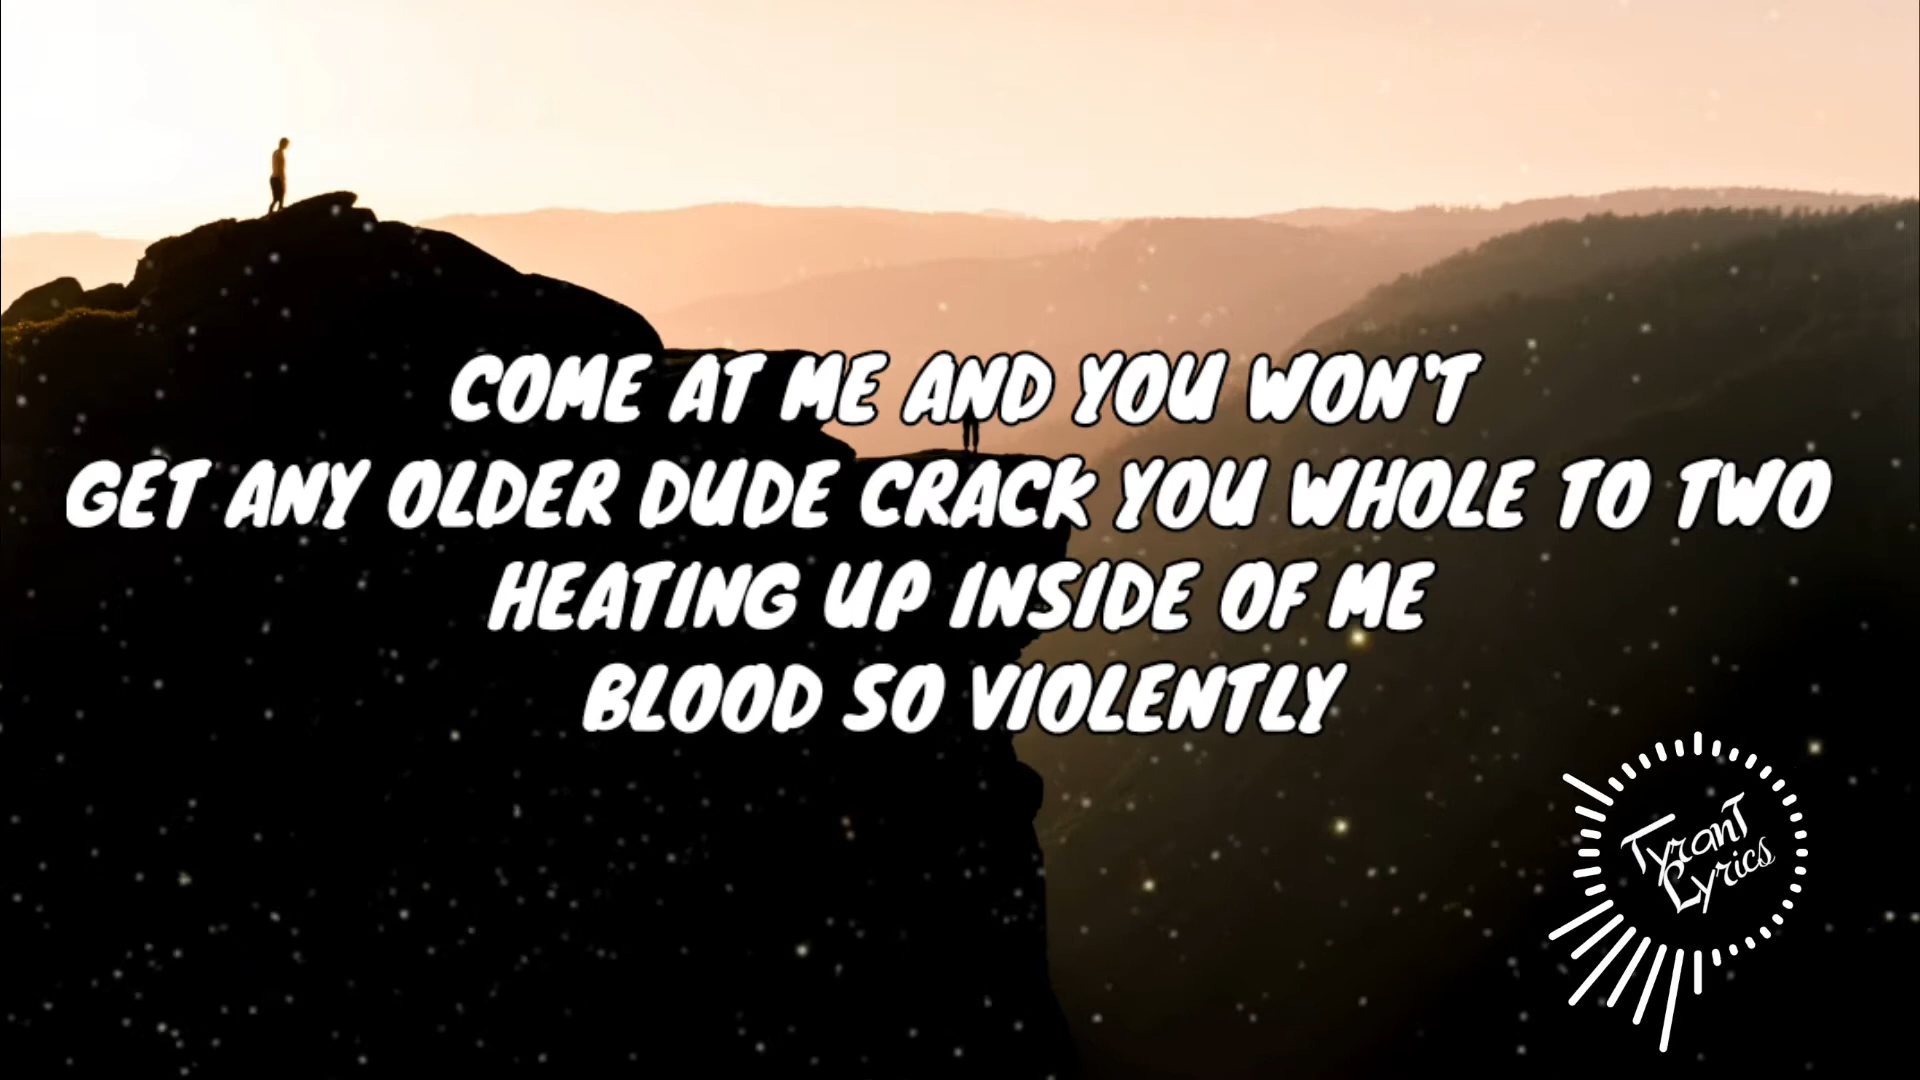 COME AT ME AND YOU WON'T
GET ANY OLDER DUDE CRACK YOU WHOLE TO TWO
HEATING UP INSIDE OF ME
BLOOD SO VIOLENTLY
TyranT
Lyrics